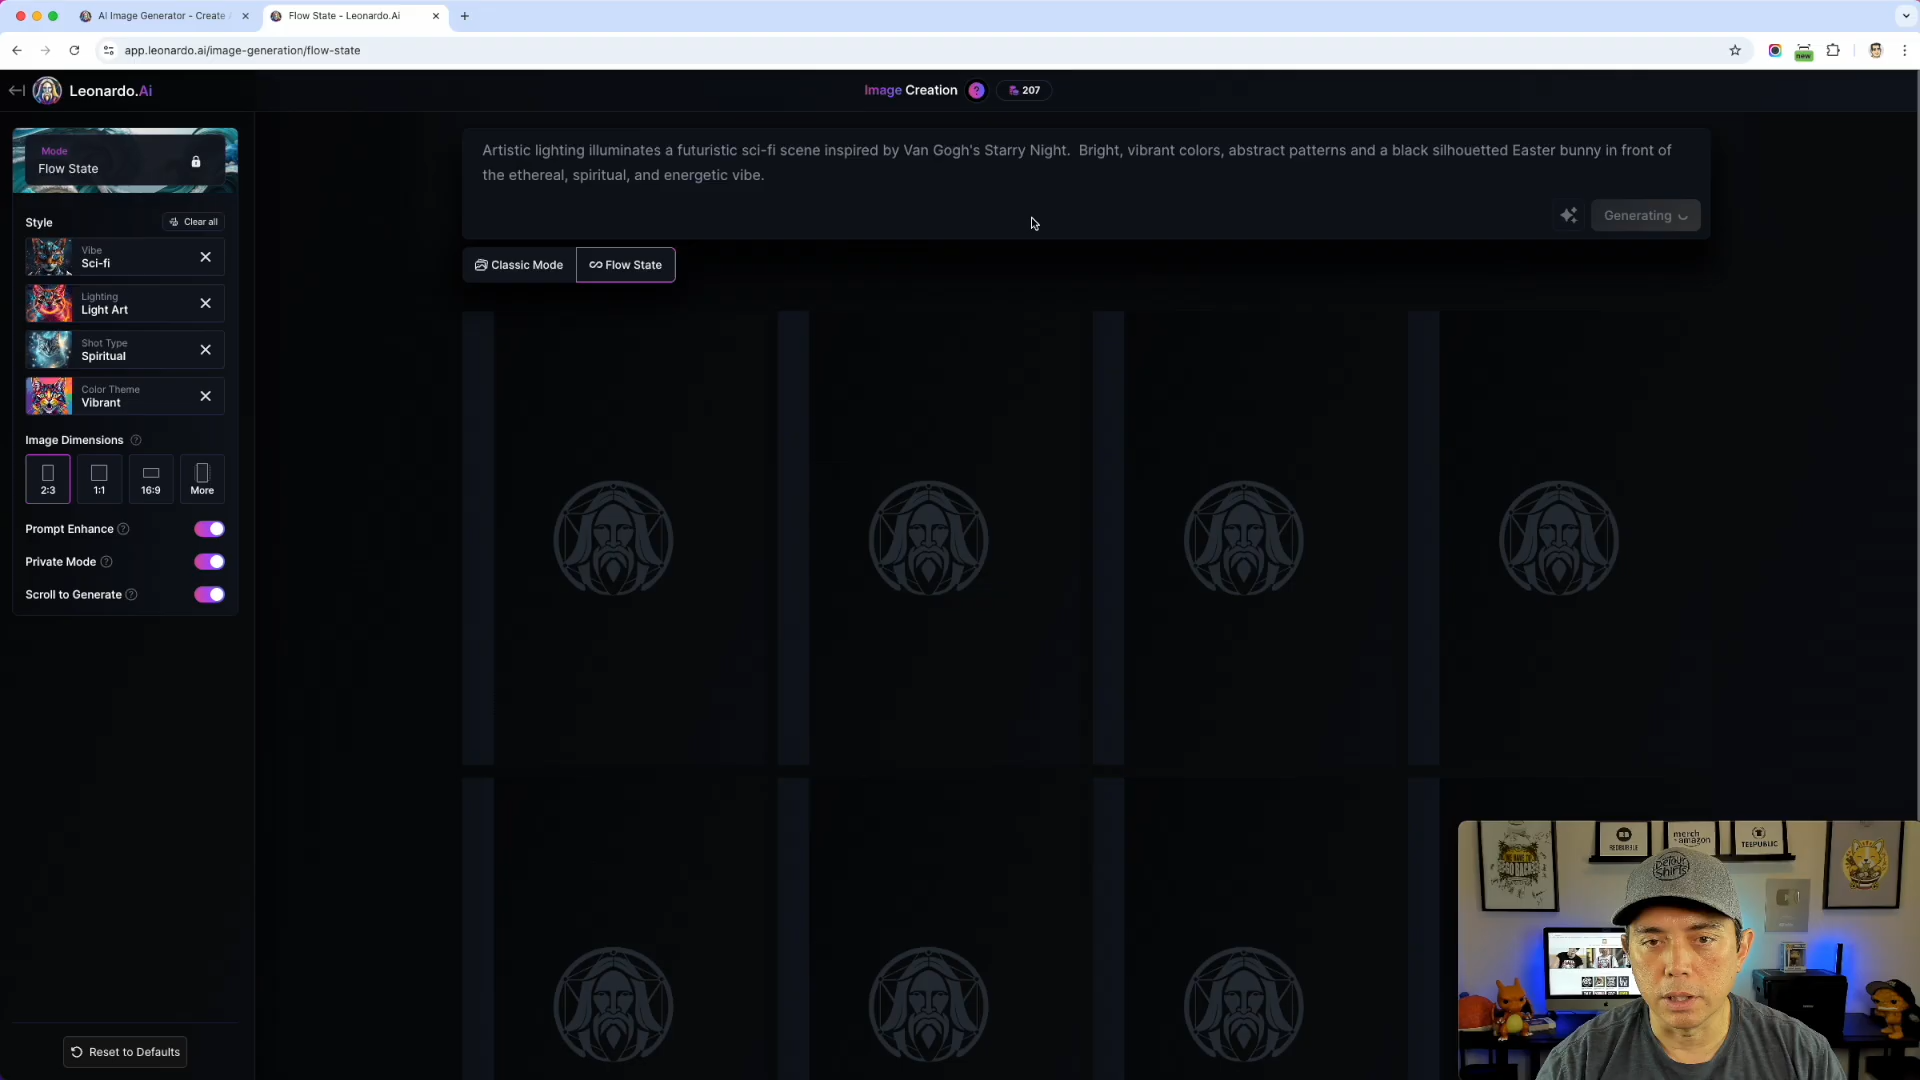 AI Image Generator - Create
Flow State - Leonardo.Ai
app.leonardo.ai/image-generation/flow-state
new
Leonardo.Ai
Image Creation ? 207
Mode
Flow State
Artistic lighting illuminates a futuristic sci-fi scene inspired by Van Gogh's Starry Night.  Bright, vibrant colors, abstract patterns and a black silhouetted Easter bunny in front of
the ethereal, spiritual, and energetic vibe.
Generating
Style
Clear all
Vibe
Sci-fi
Classic Mode
Flow State
Lighting
Light Art
Shot Type
Spiritual
Color Theme
Vibrant
Image Dimensions ?
2:3
1:1
16:9
More
Prompt Enhance ?
Private Mode ?
Scroll to Generate ?
Reset to Defaults
REDBUBBLE
merch
amazon
TEEPUBLIC
DeTour
Shirts